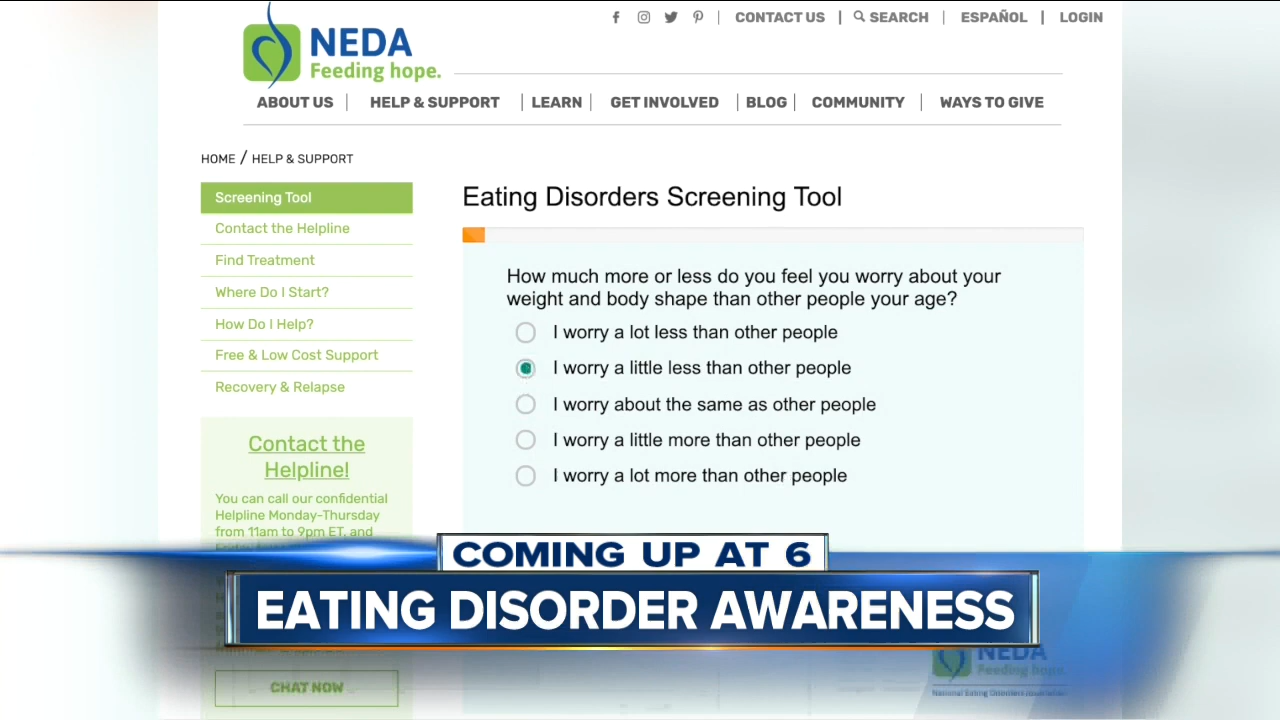 CONTACT US
SEARCH
ESPAÑOL
LOGIN
NEDA
Feeding hope.
ABOUT US
HELP & SUPPORT
LEARN
GET INVOLVED
BLOG
COMMUNITY
WAYS TO GIVE
HOME / HELP & SUPPORT
Screening Tool
Contact the Helpline
Find Treatment
Where Do I Start?
How Do I Help?
Free & Low Cost Support
Recovery & Relapse
Contact the
Helpline!
You can call our confidential
Helpline Monday-Thursday
from 11am to 9pm ET, and
CHAT NOW
Eating Disorders Screening Tool
How much more or less do you feel you worry about your
weight and body shape than other people your age?
I worry a lot less than other people
I worry a little less than other people
I worry about the same as other people
I worry a little more than other people
I worry a lot more than other people
COMING UP AT 6
EATING DISORDER AWARENESS
NEDA
Feeding hope.
National Eating Disorders Association